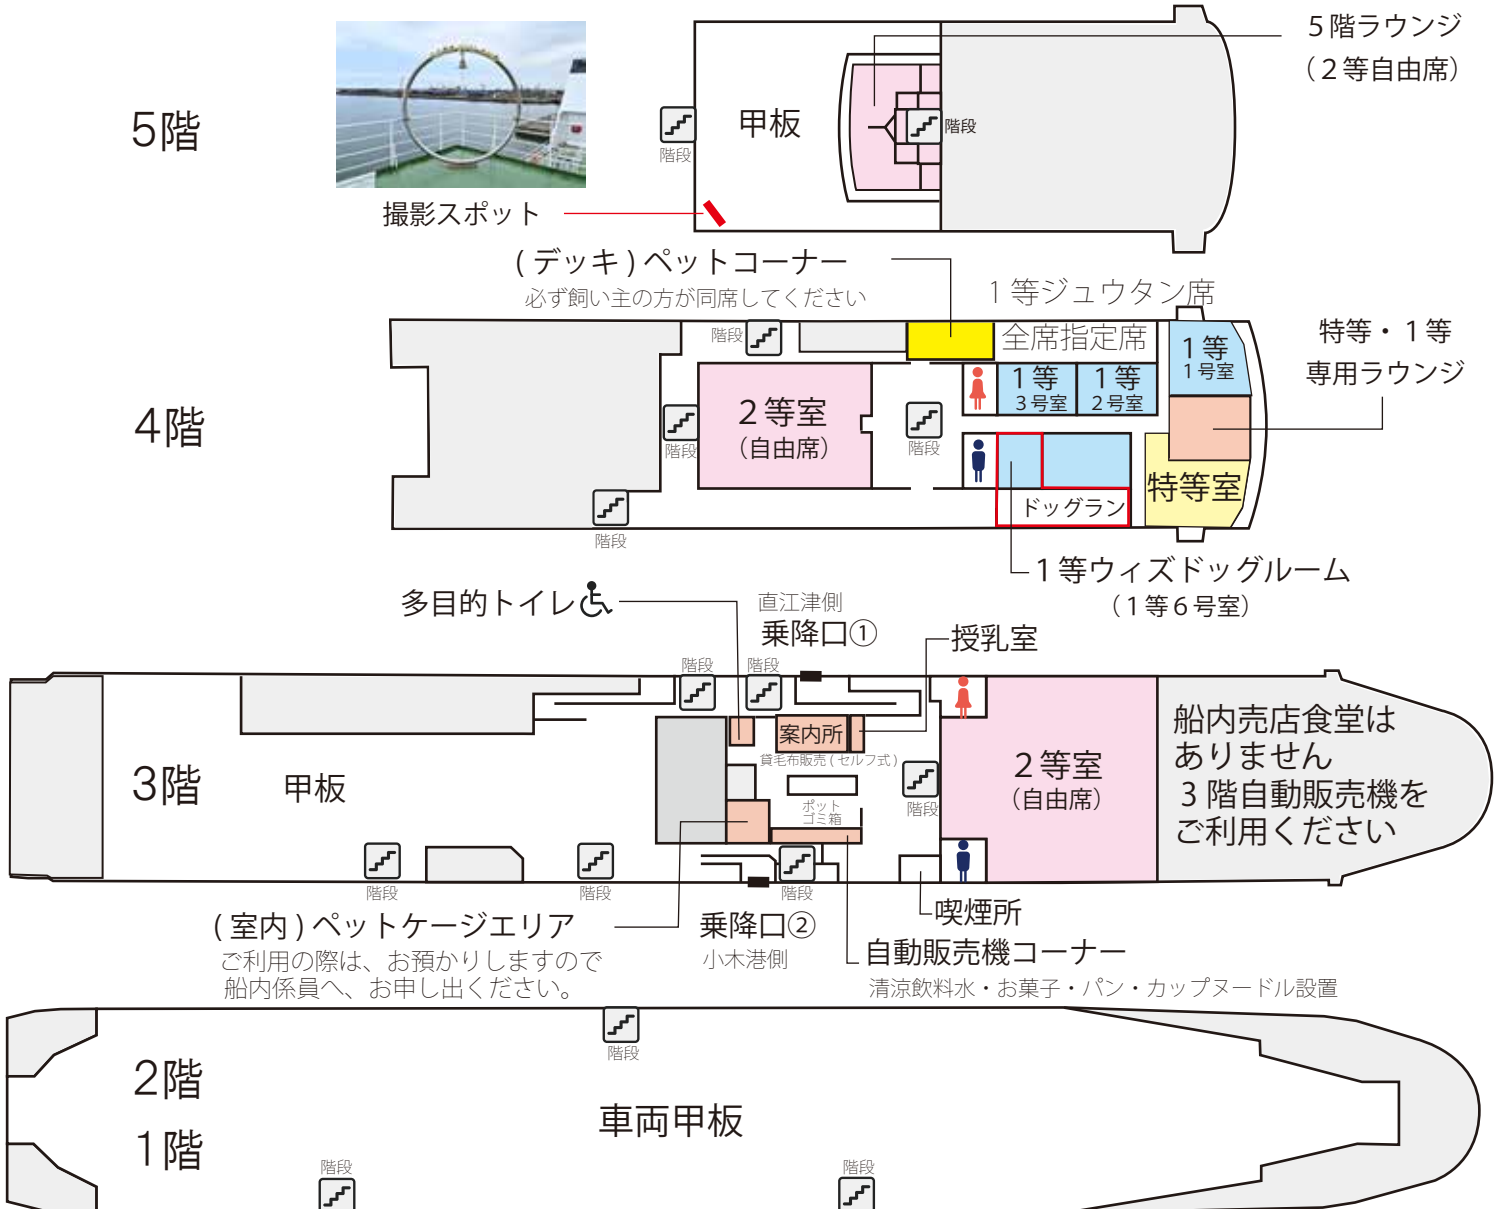 5階
撮影スポット
階段
甲板
階段
5階ラウンジ
（2等自由席）
4階
(デッキ)ペットコーナー
必ず飼い主の方が同席してください
1等ジュウタン席
全席指定席
階段
階段
2等室
（自由席）
階段
階段
1等
3号室
1等
2号室
1等
1号室
特等・1等
専用ラウンジ
特等室
ドッグラン
1等ウィズドッグルーム
（1等6号室）
3階
甲板
多目的トイレ
直江津側
乗降口①
授乳室
階段
階段
案内所
貸毛布販売(セルフ式)
ポット
ゴミ箱
階段
2等室
（自由席）
船内売店食堂は
ありません
3階自動販売機を
ご利用ください
階段
階段
階段
(室内)ペットケージエリア
ご利用の際は、お預かりしますので
船内係員へ、お申し出ください。
乗降口②
小木港側
喫煙所
自動販売機コーナー
清涼飲料水・お菓子・パン・カップヌードル設置
2階
1階
車両甲板
階段
階段
階段